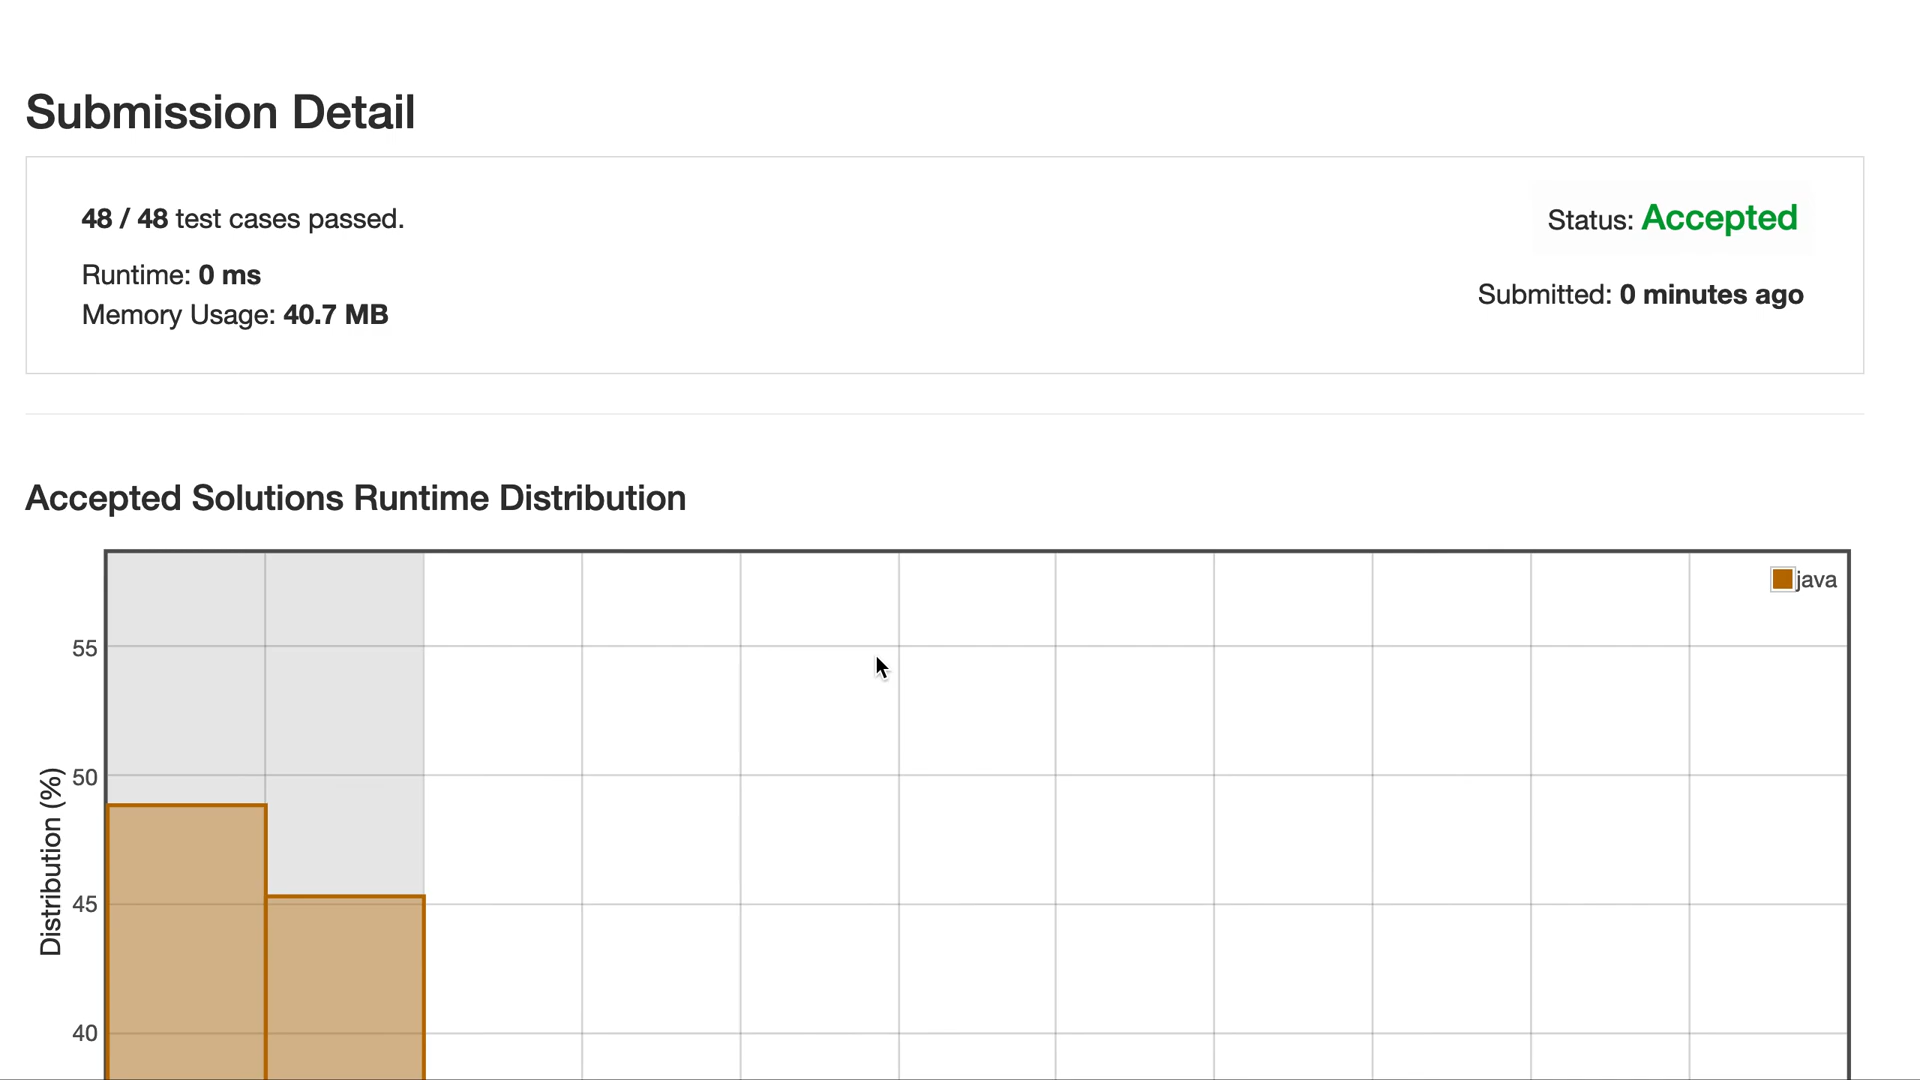 Submission Detail
48 / 48 test cases passed.
Status: Accepted
Runtime: 0 ms
Submitted: 0 minutes ago
Memory Usage: 40.7 MB
Accepted Solutions Runtime Distribution
java
55
50
45
40
Distribution (%)